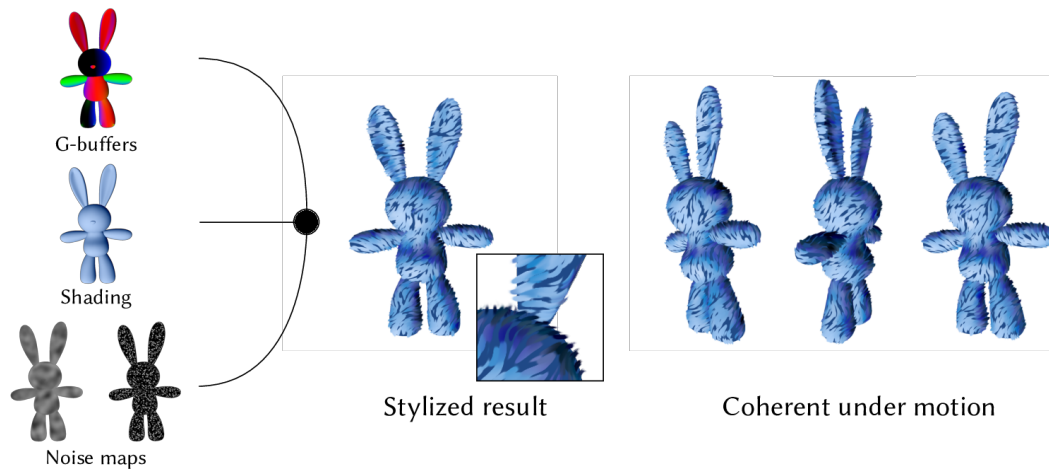 G-buffers
Shading
Noise maps
Stylized result
Coherent under motion